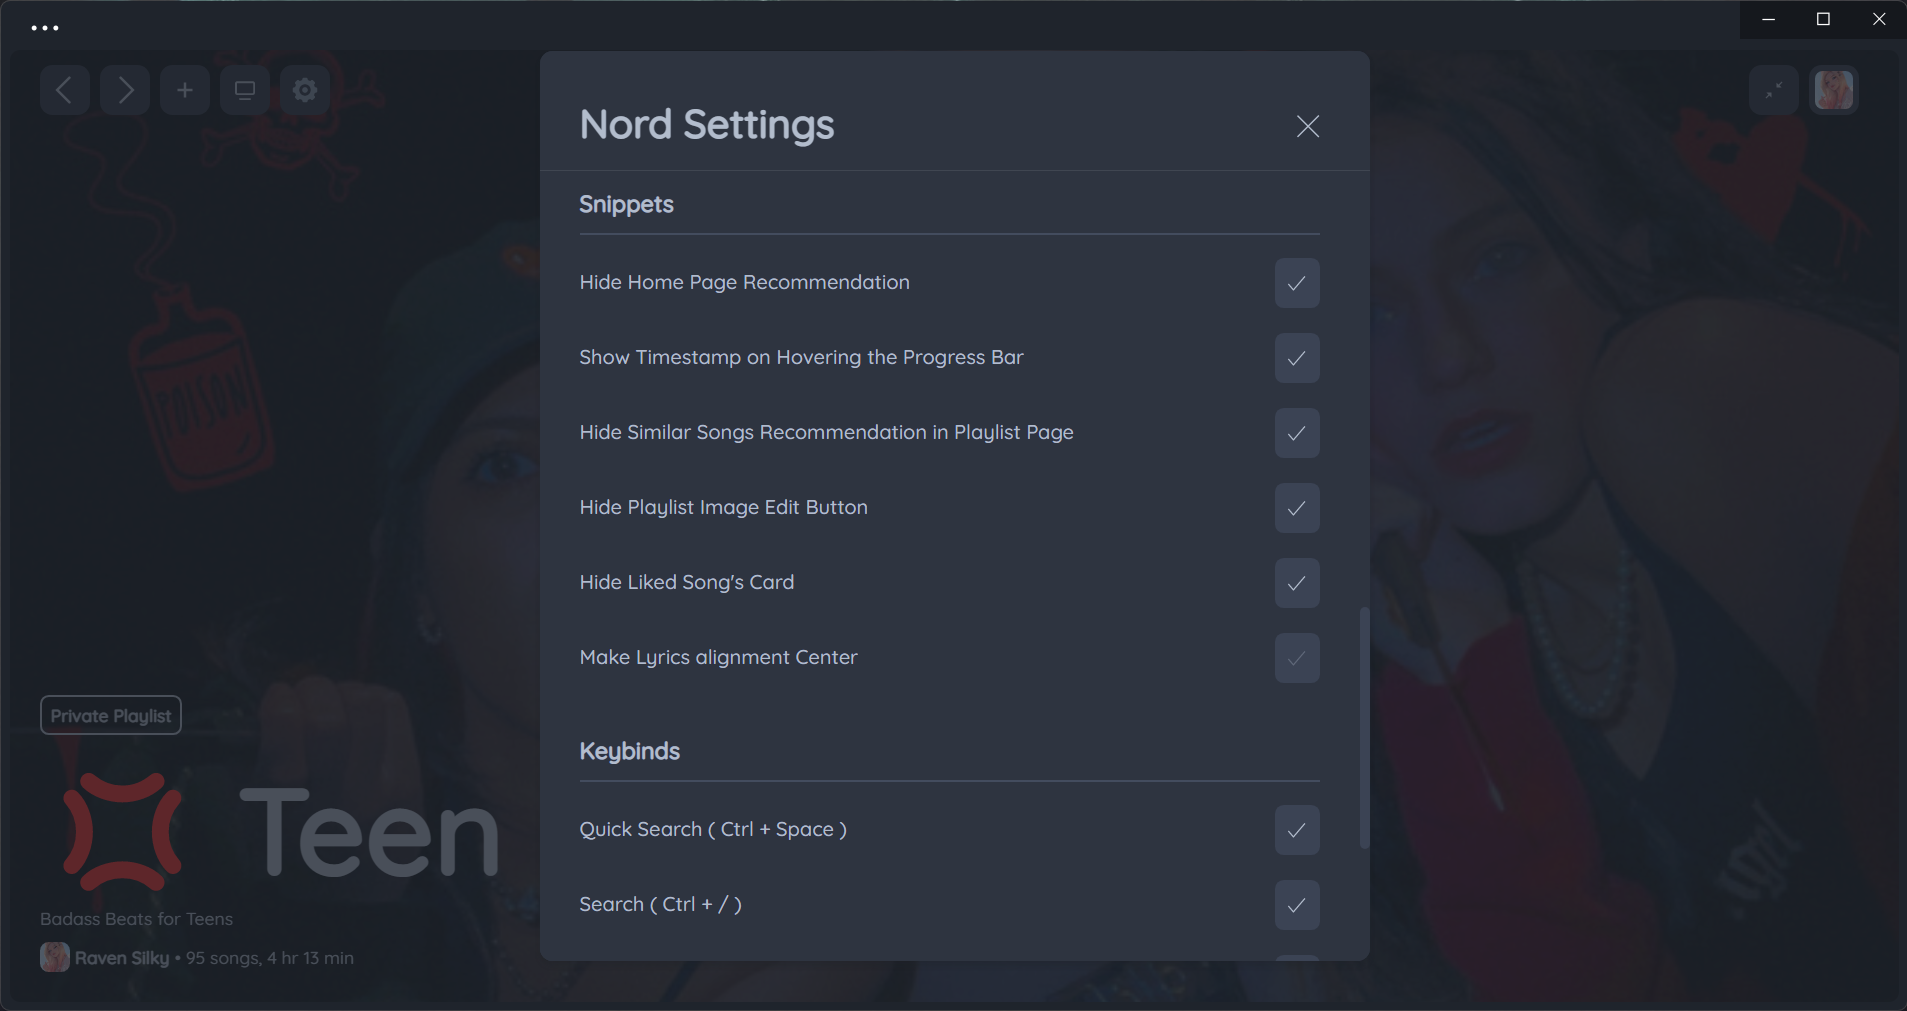 Nord Settings
Snippets
Hide Home Page Recommendation
Show Timestamp on Hovering the Progress Bar
Hide Similar Songs Recommendation in Playlist Page
Hide Playlist Image Edit Button
Hide Liked Song's Card
Make Lyrics alignment Center
Keybinds
Quick Search ( Ctrl + Space )
Search ( Ctrl + / )
POISON
Private Playlist
Teen
Badass Beats for Teens
Raven Silky • 95 songs, 4 hr 13 min